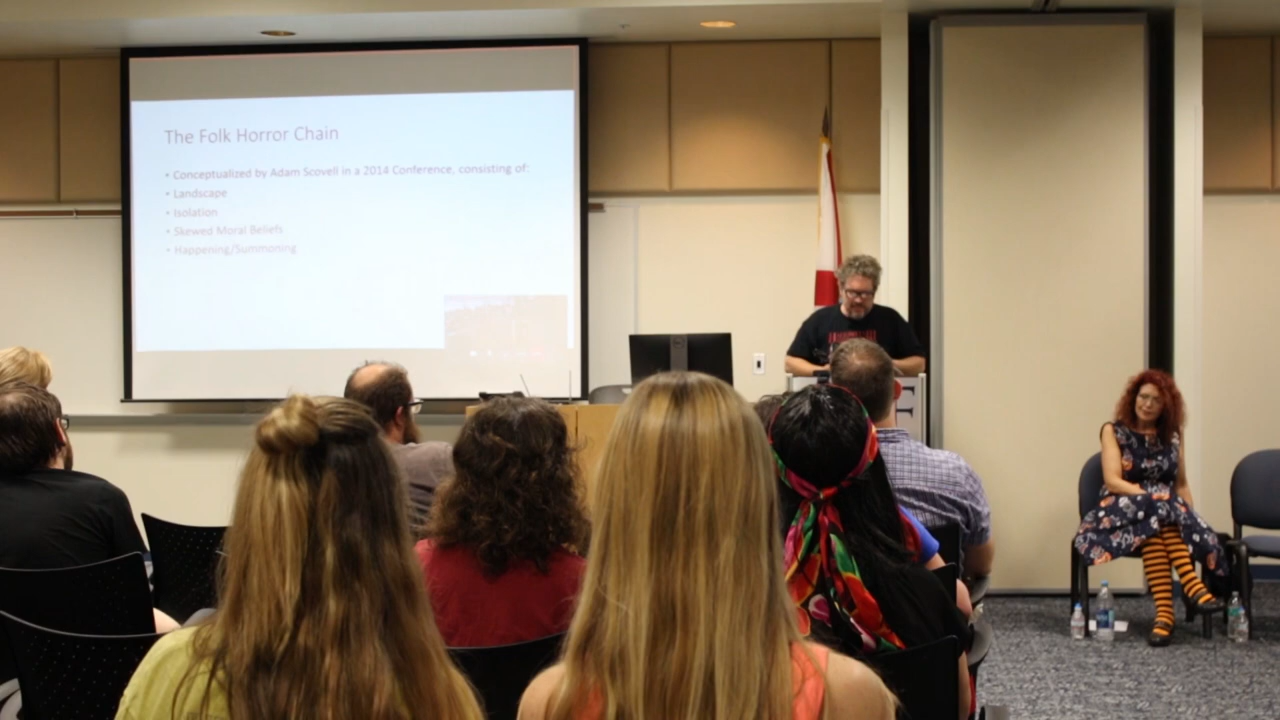 The Folk Horror Chain
• Conceptualized by Adam Scovell in a 2014 Conference, consisting of:
• Landscape
• Isolation
• Skewed Moral Beliefs
• Happening/Summoning